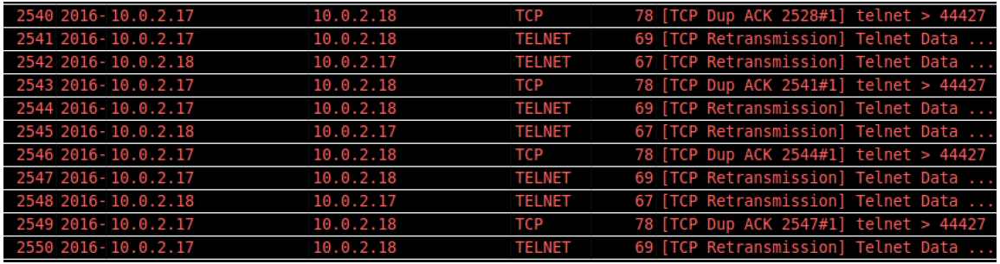 2540 2016- 10.0.2.17 10.0.2.18 TCP 78 [TCP Dup ACK 2528#1] telnet > 44427
2541 2016- 10.0.2.17 10.0.2.18 TELNET 69 [TCP Retransmission] Telnet Data ...
2542 2016- 10.0.2.18 10.0.2.17 TELNET 67 [TCP Retransmission] Telnet Data ...
2543 2016- 10.0.2.17 10.0.2.18 TCP 78 [TCP Dup ACK 2541#1] telnet > 44427
2544 2016- 10.0.2.17 10.0.2.18 TELNET 69 [TCP Retransmission] Telnet Data ...
2545 2016- 10.0.2.18 10.0.2.17 TELNET 67 [TCP Retransmission] Telnet Data ...
2546 2016- 10.0.2.17 10.0.2.18 TCP 78 [TCP Dup ACK 2544#1] telnet > 44427
2547 2016- 10.0.2.17 10.0.2.18 TELNET 69 [TCP Retransmission] Telnet Data ...
2548 2016- 10.0.2.18 10.0.2.17 TELNET 67 [TCP Retransmission] Telnet Data ...
2549 2016- 10.0.2.17 10.0.2.18 TCP 78 [TCP Dup ACK 2547#1] telnet > 44427
2550 2016- 10.0.2.17 10.0.2.18 TELNET 69 [TCP Retransmission] Telnet Data ...